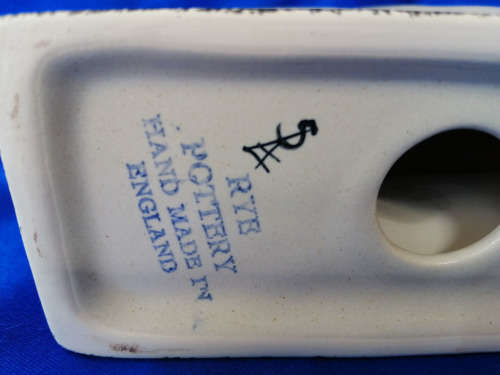 RYE
POTTERY
HAND MADE IN
ENGLAND